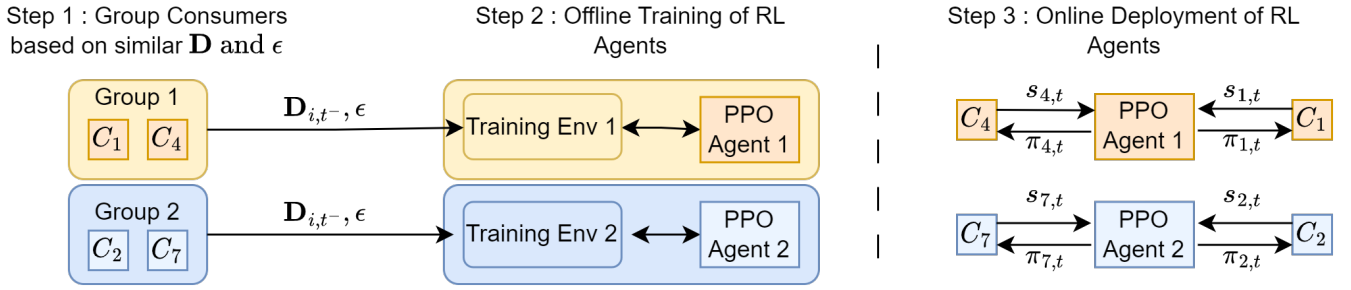 Step 1 : Group Consumers
based on similar D and ϵ
Step 2 : Offline Training of RL
Agents
Step 3 : Online Deployment of RL
Agents
Group 1
C₁ C₄
D_{i,t⁻}, ϵ
Training Env 1
PPO
Agent 1
Group 2
C₂ C₇
D_{i,t⁻}, ϵ
Training Env 2
PPO
Agent 2
C₄
s_{4,t}
π_{4,t}
PPO
Agent 1
s_{1,t}
π_{1,t}
C₁
C₇
s_{7,t}
π_{7,t}
PPO
Agent 2
s_{2,t}
π_{2,t}
C₂